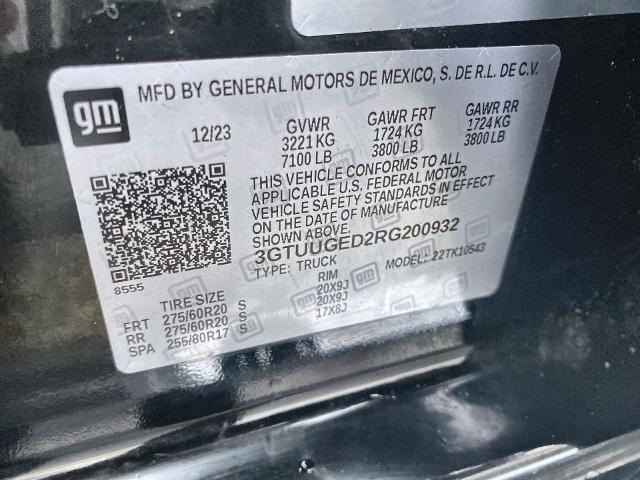 gm
MFD BY GENERAL MOTORS DE MEXICO, S. DE R.L. DE C.V.
12/23 GVWR GAWR FRT GAWR RR
3221 KG 1724 KG 1724 KG
7100 LB 3800 LB 3800 LB
THIS VEHICLE CONFORMS TO ALL
APPLICABLE U.S. FEDERAL MOTOR
VEHICLE SAFETY STANDARDS IN EFFECT
ON THE DATE OF MANUFACTURE
SHOWN ABOVE.
3GTUUGED2RG200932
TYPE: TRUCK MODEL: 22TK10543
8555
TIRE SIZE RIM
FRT 275/60R20 S 20X9J
RR 275/60R20 S 20X9J
SPA 255/80R17 S 17X8J